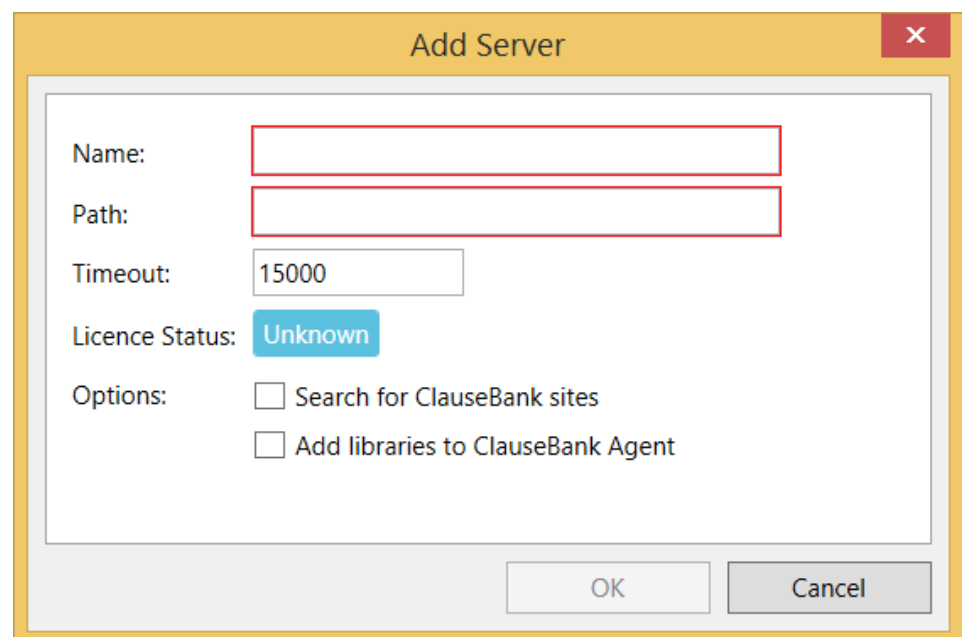 Add Server
Name:
Path:
Timeout: 15000
Licence Status: Unknown
Options: Search for ClauseBank sites
Add libraries to ClauseBank Agent
OK Cancel